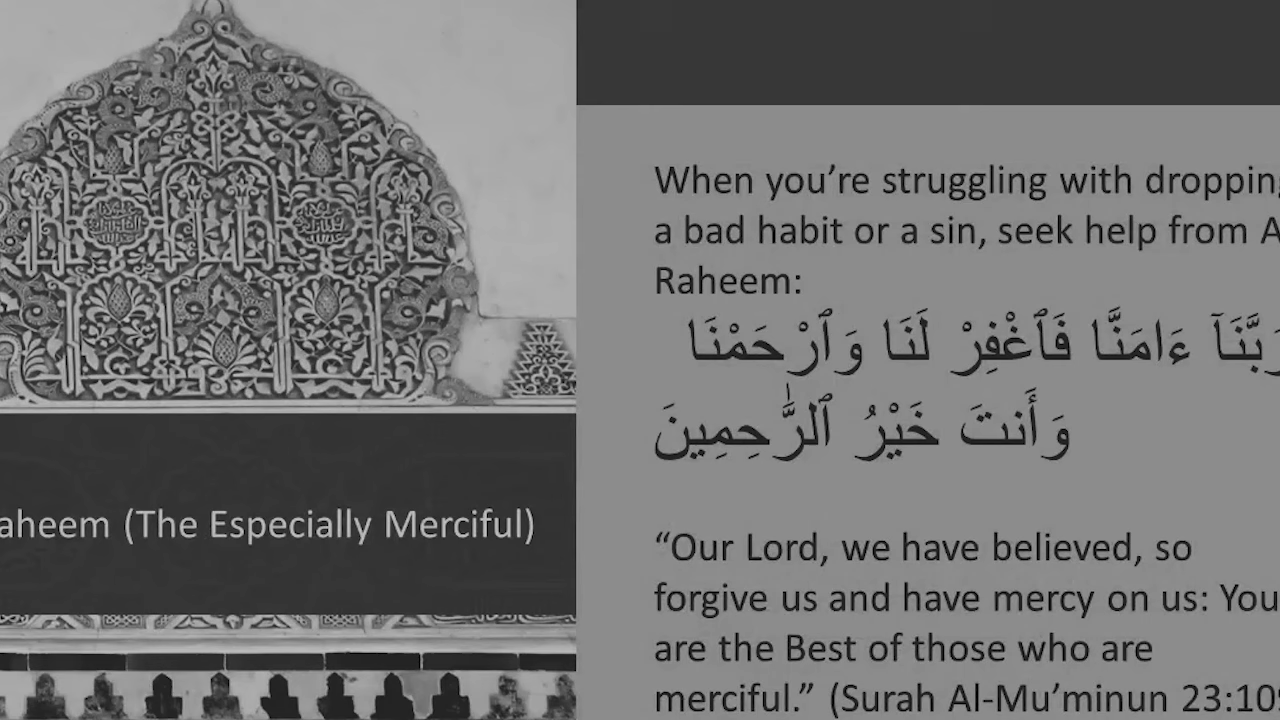 aheem (The Especially Merciful)
When you’re struggling with dropping
a bad habit or a sin, seek help from A
Raheem:
رَبَّنَآ ءَامَنَّا فَٱغْفِرْ لَنَا وَٱرْحَمْنَا
وَأَنتَ خَيْرُ ٱلرَّٰحِمِينَ
“Our Lord, we have believed, so
forgive us and have mercy on us: You
are the Best of those who are
merciful.” (Surah Al-Mu’minun 23:109